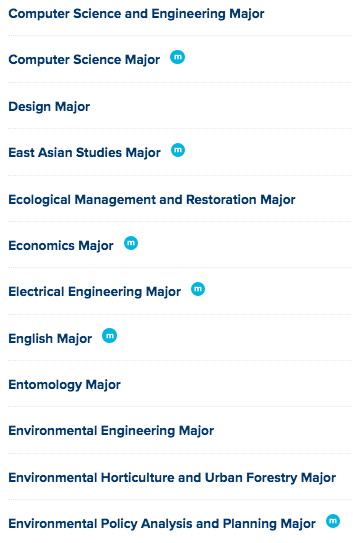 Computer Science and Engineering Major
Computer Science Major m
Design Major
East Asian Studies Major m
Ecological Management and Restoration Major
Economics Major m
Electrical Engineering Major m
English Major m
Entomology Major
Environmental Engineering Major
Environmental Horticulture and Urban Forestry Major
Environmental Policy Analysis and Planning Major m